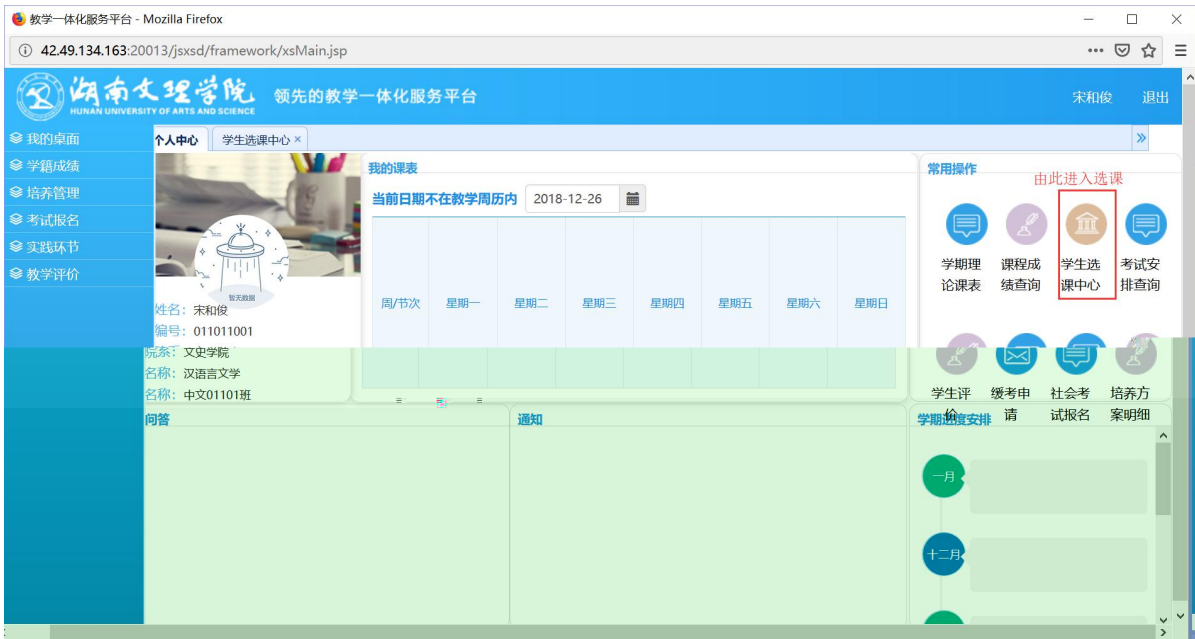 教学一体化服务平台 - Mozilla Firefox
42.49.134.163:20013/jsxsd/framework/xsMain.jsp
湖南文理学院
HUNAN UNIVERSITY OF ARTS AND SCIENCE
领先的教学一体化服务平台
宋和俊 退出
我的桌面
学籍成绩
培养管理
考试报名
实践环节
教学评价
个人中心 学生选课中心 ×
暂无数据
姓名：宋和俊
编号：011011001
院系：文史学院
名称：汉语言文学
名称：中文01101班
我的课表
当前日期不在教学周历内 2018-12-26
周/节次 星期一 星期二 星期三 星期四 星期五 星期六 星期日
常用操作
由此进入选课
学期理论课表
课程成绩查询
学生选课中心
考试安排查询
学生评价
缓考申请
社会考试报名
培养方案明细
问答
通知
学期进度安排
一月
十二月